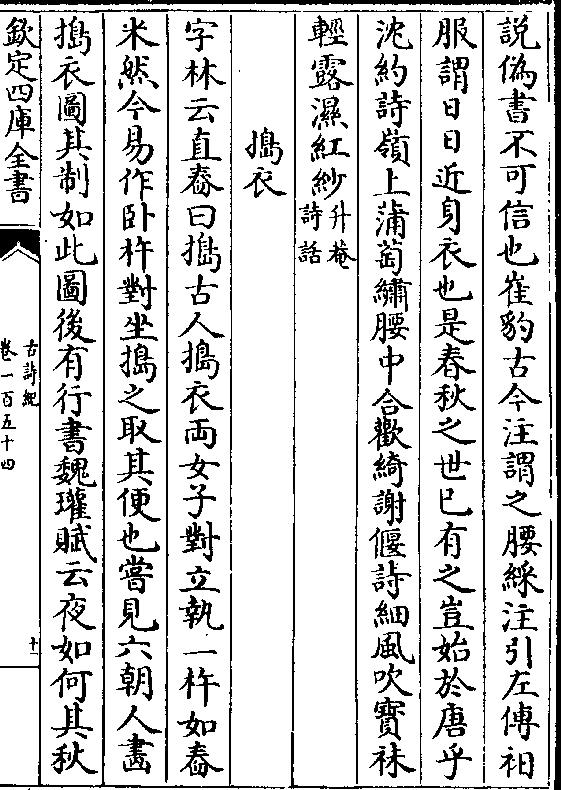 說偽書不可信也崔豹古今注謂之腰綵注引左傳衵
服謂日日近身衣也是春秋之世已有之豈始於唐乎
沈約詩嶺上蒲萄繡腰中合歡綺謝偃詩細風吹寳袜
輕露濕紅紗升菴詩話
擣衣
字林云直舂曰擣古人擣衣両女子對立執一杵如舂
米然今易作卧杵對坐擣之取其便也嘗見六朝人畫
擣衣圖其制如此圖後有行書魏璀賦云夜如何其秋
欽定四庫全書
古詩紀
卷一百五十四
十